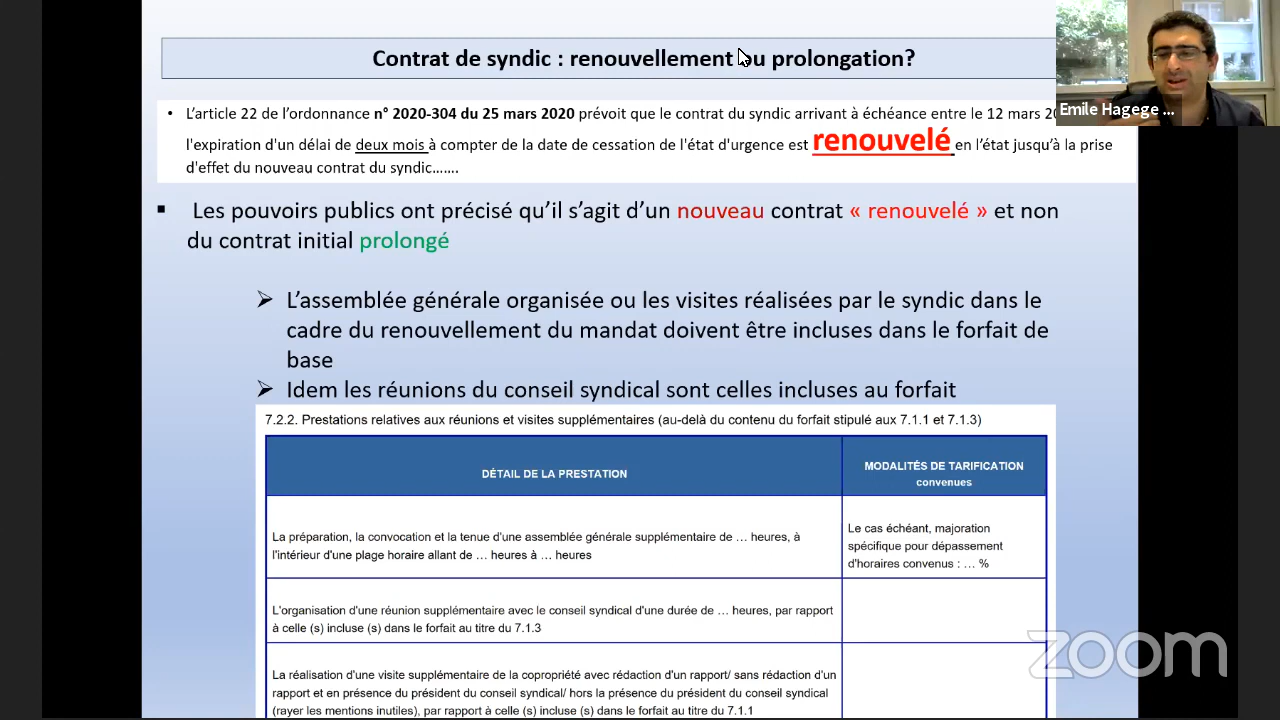 Contrat de syndic : renouvellement ou prolongation?
Emile Hagege ...
• L'article 22 de l'ordonnance n° 2020-304 du 25 mars 2020 prévoit que le contrat du syndic arrivant à échéance entre le 12 mars
l'expiration d'un délai de deux mois à compter de la date de cessation de l'état d'urgence est renouvelé en l'état jusqu'à la prise
d'effet du nouveau contrat du syndic…….
▪ Les pouvoirs publics ont précisé qu'il s'agit d'un nouveau contrat « renouvelé » et non
du contrat initial prolongé
➢ L'assemblée générale organisée ou les visites réalisées par le syndic dans le
cadre du renouvellement du mandat doivent être incluses dans le forfait de
base
➢ Idem les réunions du conseil syndical sont celles incluses au forfait
7.2.2. Prestations relatives aux réunions et visites supplémentaires (au-delà du contenu du forfait stipulé aux 7.1.1 et 7.1.3)
DÉTAIL DE LA PRESTATION
MODALITÉS DE TARIFICATION
convenues
La préparation, la convocation et la tenue d'une assemblée générale supplémentaire de … heures, à
l'intérieur d'une plage horaire allant de … heures à … heures
Le cas échéant, majoration
spécifique pour dépassement
d'horaires convenus : … %
L'organisation d'une réunion supplémentaire avec le conseil syndical d'une durée de … heures, par rapport
à celle (s) incluse (s) dans le forfait au titre du 7.1.3
La réalisation d'une visite supplémentaire de la copropriété avec rédaction d'un rapport/ sans rédaction d'un
rapport et en présence du président du conseil syndical/ hors la présence du président du conseil syndical
(rayer les mentions inutiles), par rapport à celle (s) incluse (s) dans le forfait au titre du 7.1.1
zoom